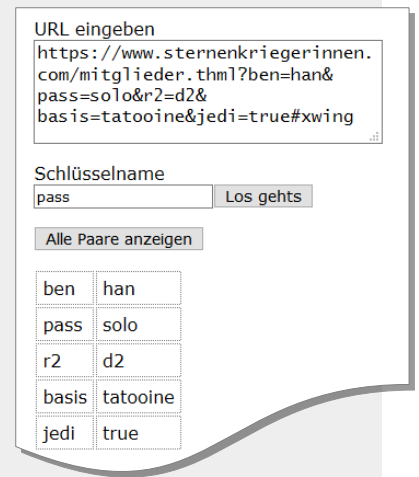 URL eingeben
https://www.sternenkriegerinnen.
com/mitglieder.thml?ben=han&
pass=solo&r2=d2&
basis=tatooine&jedi=true#xwing
Schlüsselname
pass Los gehts
Alle Paare anzeigen
ben han
pass solo
r2 d2
basis tatooine
jedi true